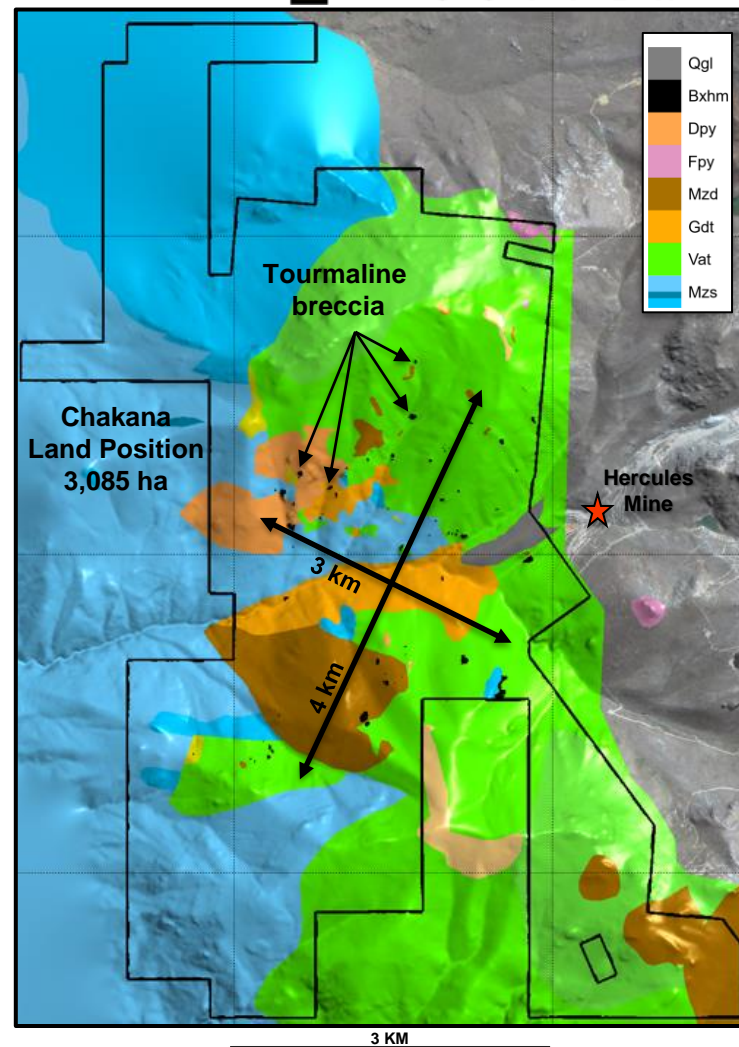 Qgl
Bxhm
Dpy
Fpy
Mzd
Gdt
Vat
Mzs
Tourmaline
breccia
Chakana
Land Position
3,085 ha
Hercules
Mine
3 km
4 km
3 KM